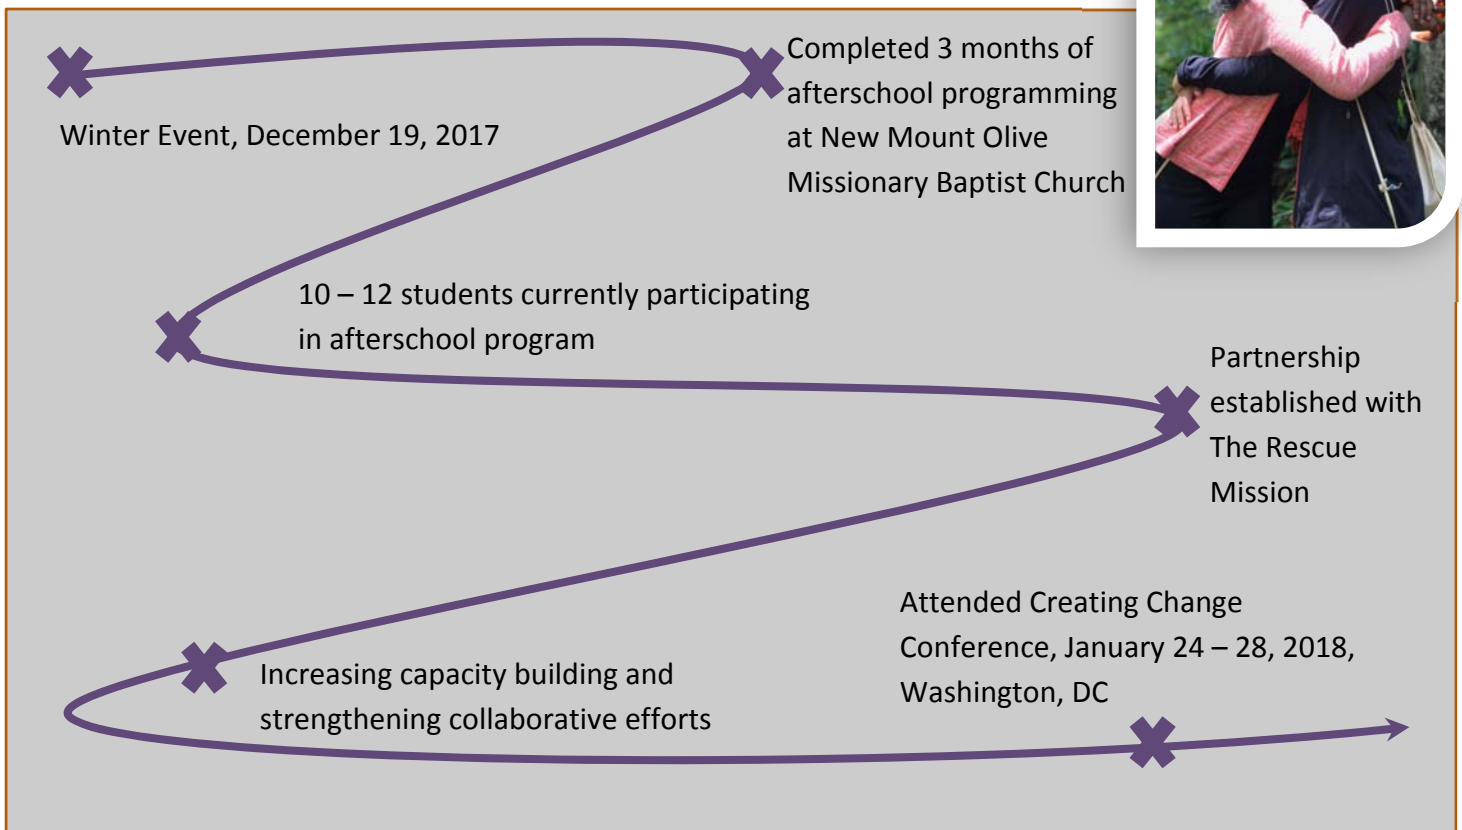 Winter Event, December 19, 2017
Completed 3 months of
afterschool programming
at New Mount Olive
Missionary Baptist Church
10 – 12 students currently participating
in afterschool program
Partnership
established with
The Rescue
Mission
Increasing capacity building and
strengthening collaborative efforts
Attended Creating Change
Conference, January 24 – 28, 2018,
Washington, DC